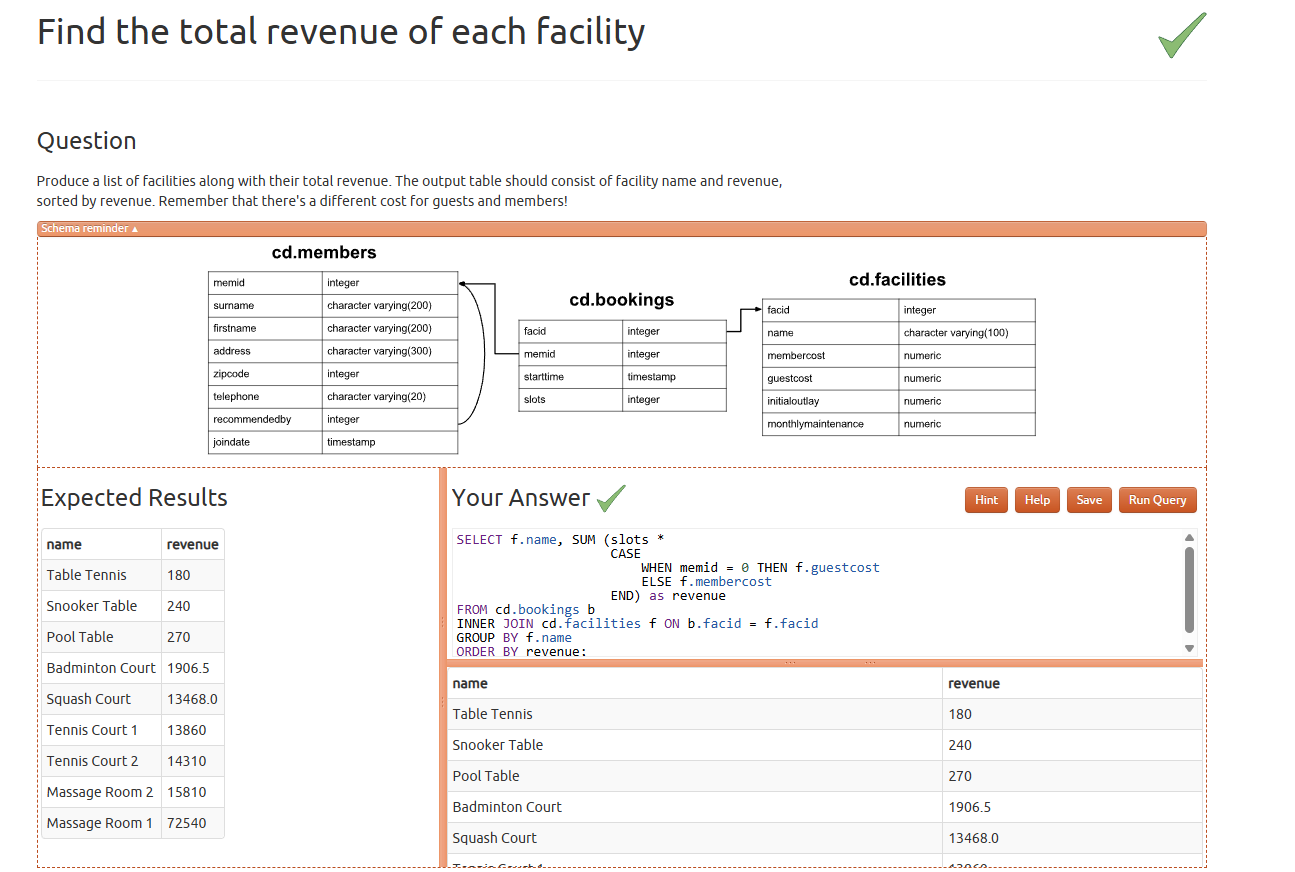 Find the total revenue of each facility
Question
Produce a list of facilities along with their total revenue. The output table should consist of facility name and revenue,
sorted by revenue. Remember that there's a different cost for guests and members!
Schema reminder ▲
cd.members
memid integer
surname character varying(200)
firstname character varying(200)
address character varying(300)
zipcode integer
telephone character varying(20)
recommendedby integer
joindate timestamp
cd.bookings
facid integer
memid integer
starttime timestamp
slots integer
cd.facilities
facid integer
name character varying(100)
membercost numeric
guestcost numeric
initialoutlay numeric
monthlymaintenance numeric
Expected Results
name revenue
Table Tennis 180
Snooker Table 240
Pool Table 270
Badminton Court 1906.5
Squash Court 13468.0
Tennis Court 1 13860
Tennis Court 2 14310
Massage Room 2 15810
Massage Room 1 72540
Your Answer
Hint Help Save Run Query
SELECT f.name, SUM (slots *
CASE
WHEN memid = 0 THEN f.guestcost
ELSE f.membercost
END) as revenue
FROM cd.bookings b
INNER JOIN cd.facilities f ON b.facid = f.facid
GROUP BY f.name
ORDER BY revenue;
name revenue
Table Tennis 180
Snooker Table 240
Pool Table 270
Badminton Court 1906.5
Squash Court 13468.0
Tennis Court 1 13860